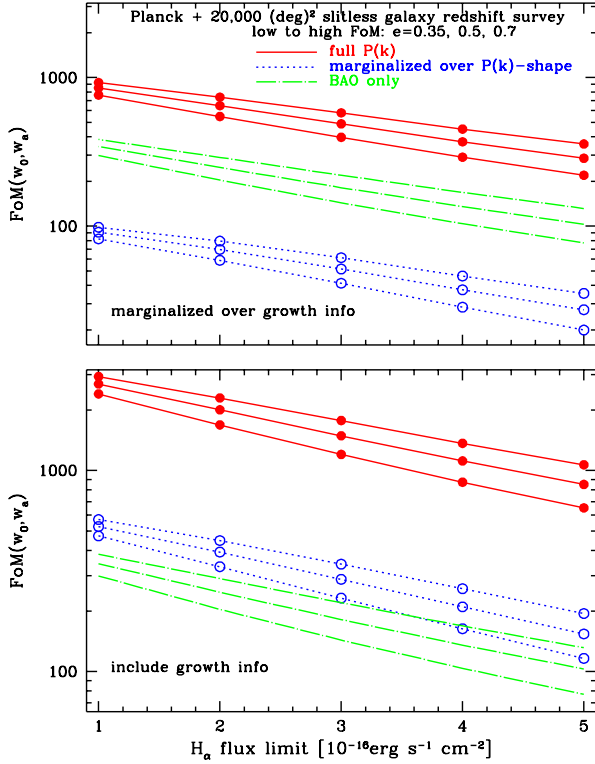 Planck + 20,000 (deg)² slitless galaxy redshift survey
low to high FoM: e=0.35, 0.5, 0.7
full P(k)
marginalized over P(k)-shape
BAO only
1000
100
FoM(w₀,wₐ)
marginalized over growth info
1000
100
FoM(w₀,wₐ)
include growth info
1 2 3 4 5
Hα flux limit [10⁻¹⁶erg s⁻¹ cm⁻²]